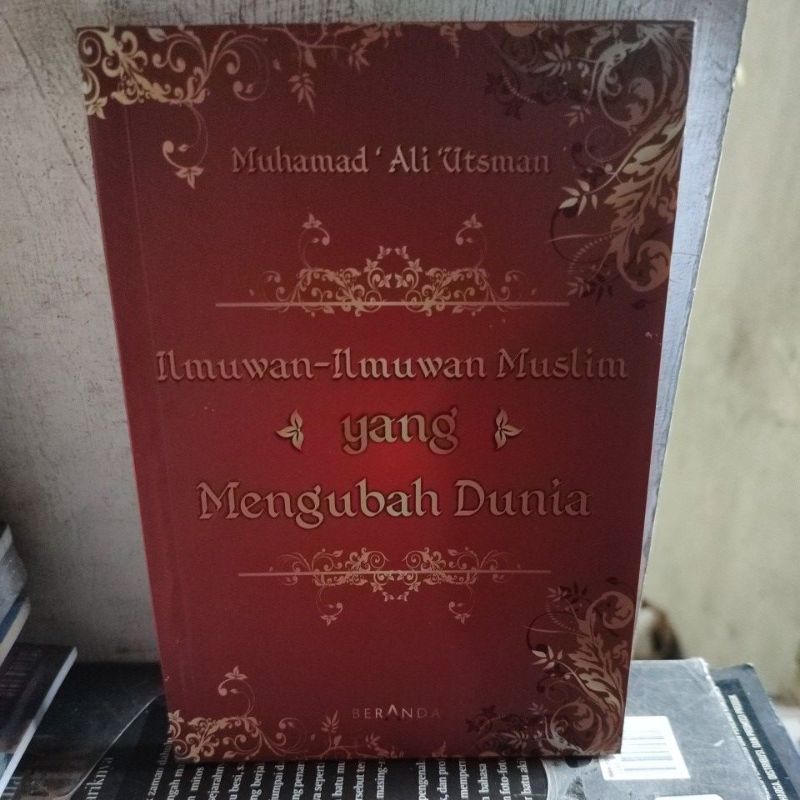 Muhamad 'Ali 'Utsman
Ilmuwan-Ilmuwan Muslim
yang
Mengubah Dunia
BERANDA